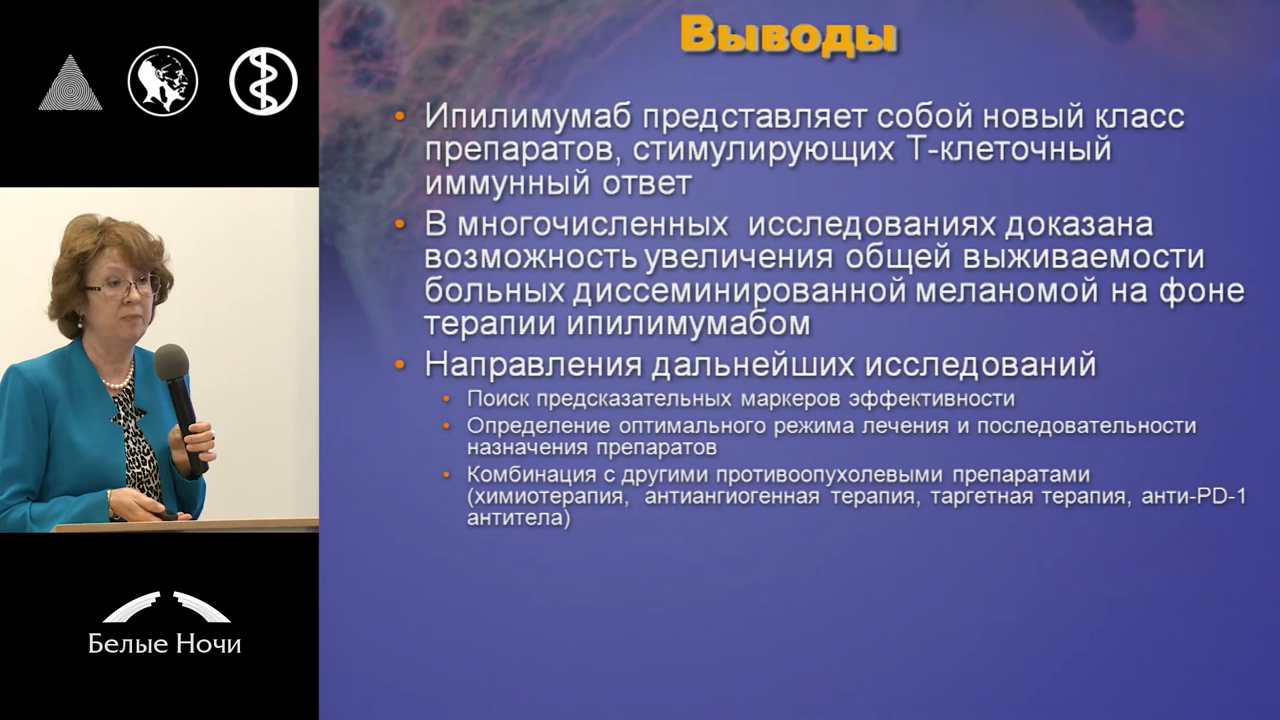 Выводы
Ипилимумаб представляет собой новый класс
препаратов, стимулирующих Т-клеточный
иммунный ответ
В многочисленных исследованиях доказана
возможность увеличения общей выживаемости
больных диссеминированной меланомой на фоне
терапии ипилимумабом
Направления дальнейших исследований
Поиск предсказательных маркеров эффективности
Определение оптимального режима лечения и последовательности
назначения препаратов
Комбинация с другими противоопухолевыми препаратами
(химиотерапия, антиангиогенная терапия, таргетная терапия, анти-PD-1
антитела)
Белые Ночи